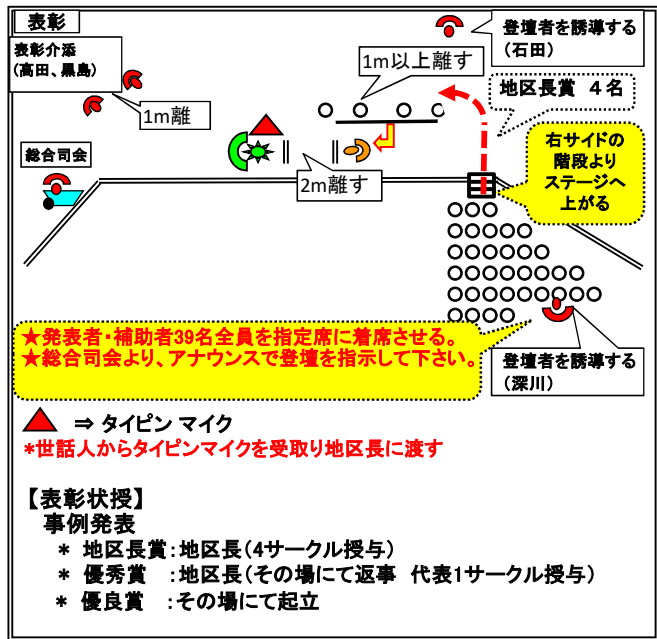 表彰
表彰介添
(高田、黒島)
1m離
総合司会
1m以上離す
2m離す
登壇者を誘導する
(石田)
地区長賞 4名
右サイドの
階段より
ステージへ
上がる
★発表者・補助者39名全員を指定席に着席させる。
★総合司会より、アナウンスで登壇を指示して下さい。
登壇者を誘導する
(深川)
⇒ タイピン マイク
*世話人からタイピンマイクを受取り地区長に渡す
【表彰状授】
事例発表
* 地区長賞:地区長(4サークル授与)
* 優秀賞 :地区長(その場にて返事 代表1サークル授与)
* 優良賞 :その場にて起立